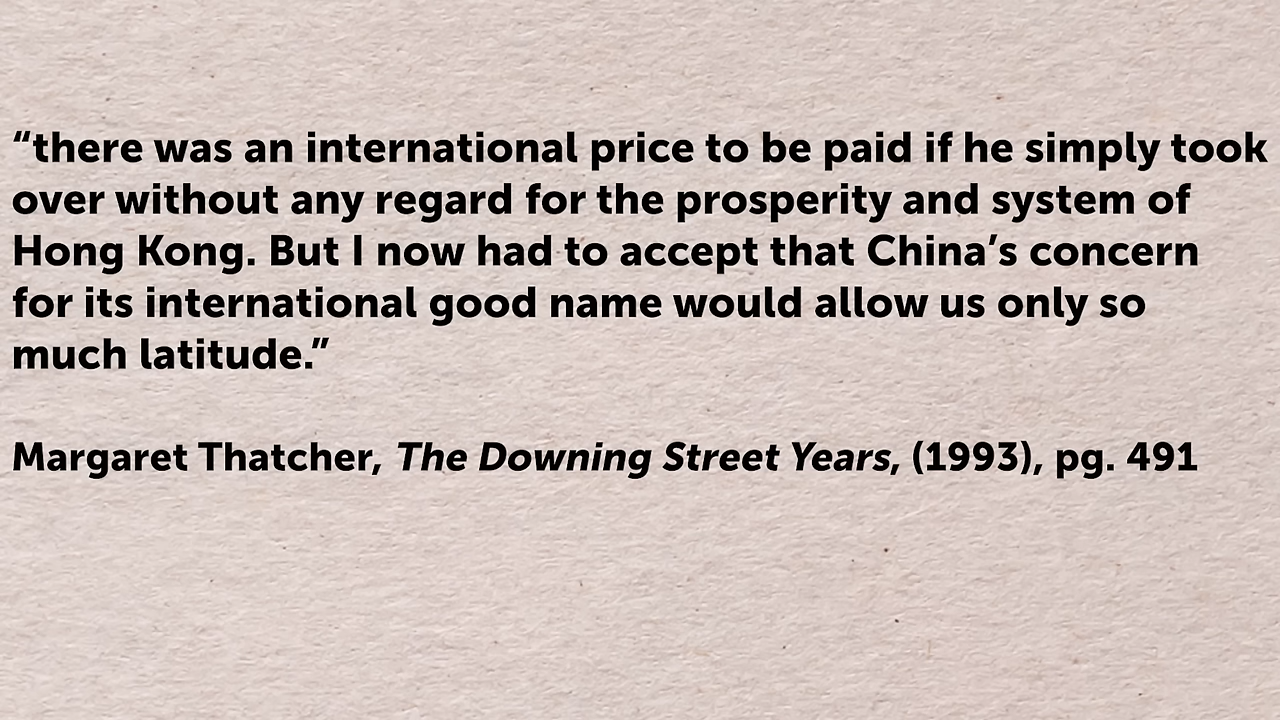 “there was an international price to be paid if he simply took
over without any regard for the prosperity and system of
Hong Kong. But I now had to accept that China’s concern
for its international good name would allow us only so
much latitude.”
Margaret Thatcher, The Downing Street Years, (1993), pg. 491